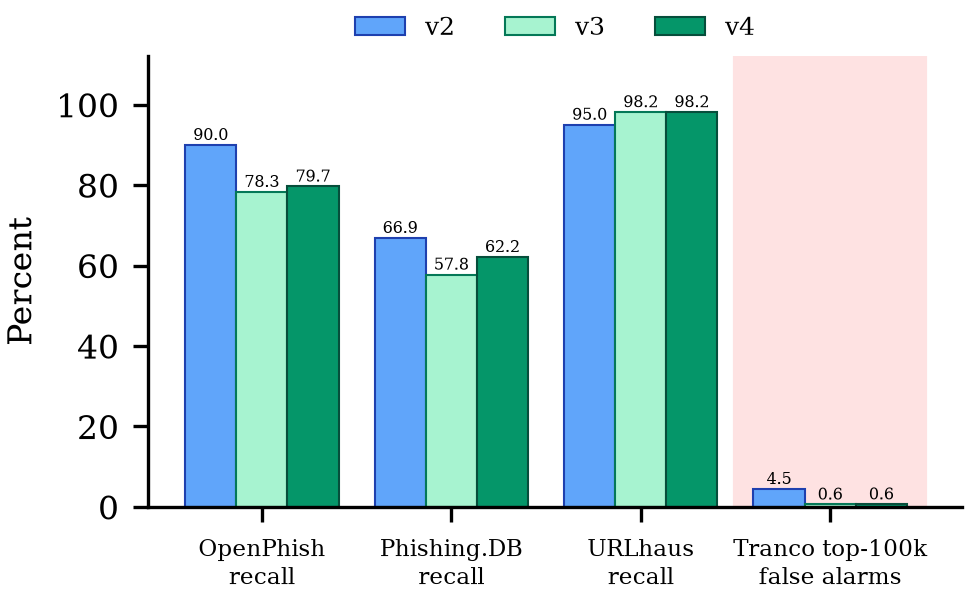 v2 v3 v4
Percent
100
80
60
40
20
0
90.0
78.3
79.7
66.9
57.8
62.2
95.0
98.2
98.2
4.5
0.6
0.6
OpenPhish
recall
Phishing.DB
recall
URLhaus
recall
Tranco top-100k
false alarms